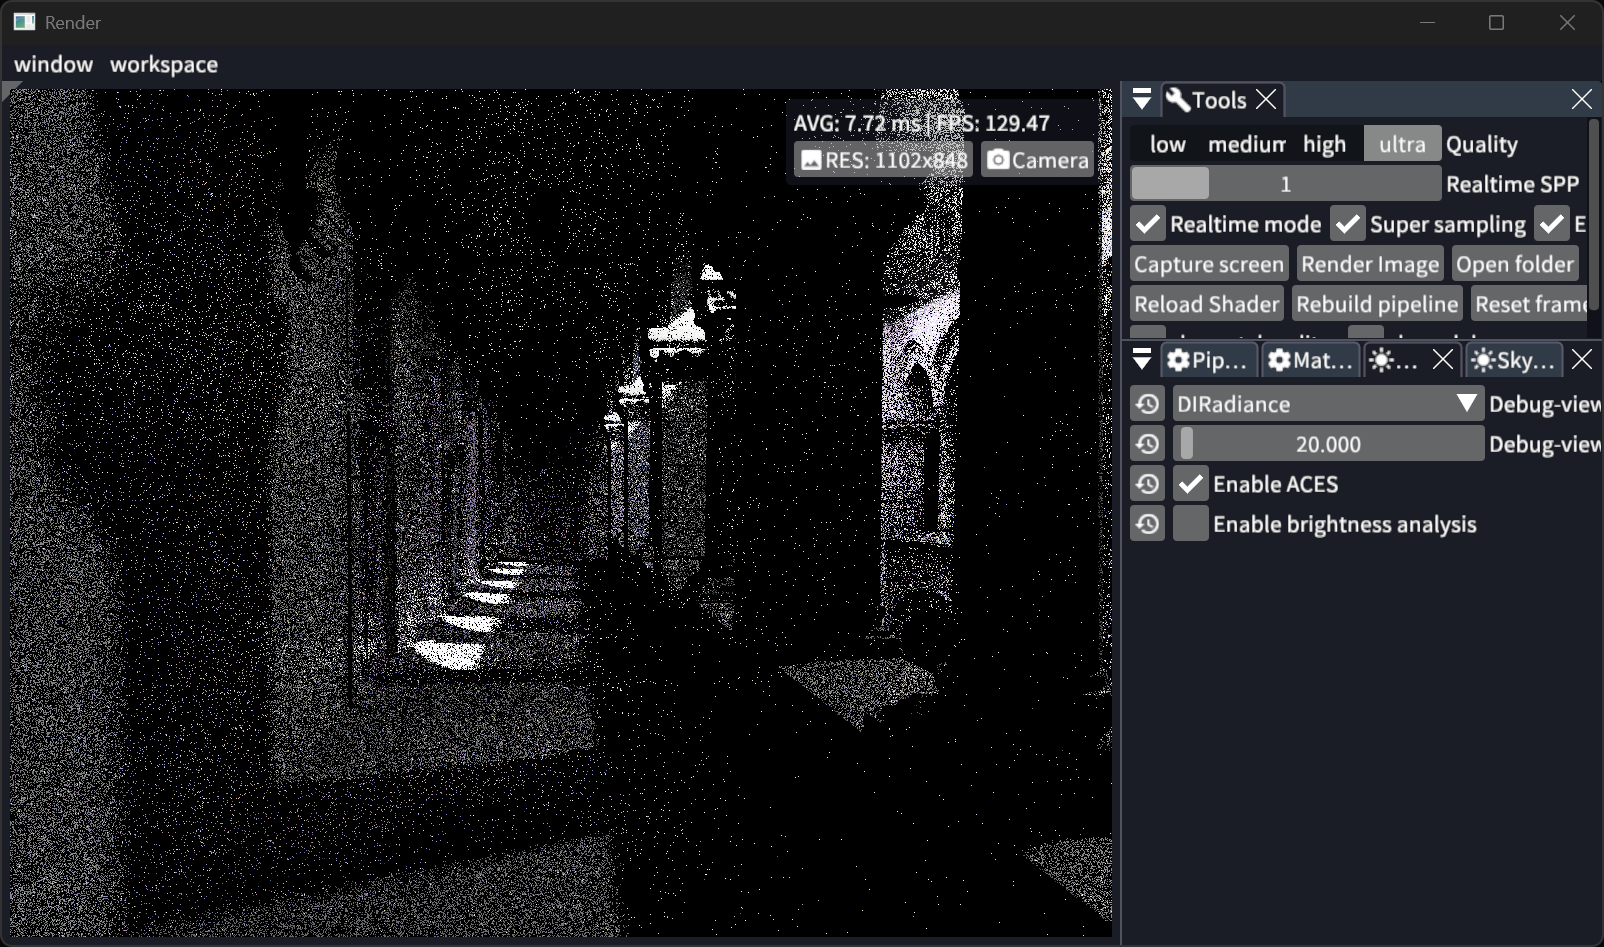 Render
window workspace
AVG: 7.72 ms | FPS: 129.47
RES: 1102x848 Camera
Tools
low medium high ultra Quality
1 Realtime SPP
Realtime mode Super sampling E
Capture screen Render Image Open folder
Reload Shader Rebuild pipeline Reset frame
Pip... Mat... ... Sky...
DIRadiance Debug-view
20.000 Debug-view
Enable ACES
Enable brightness analysis